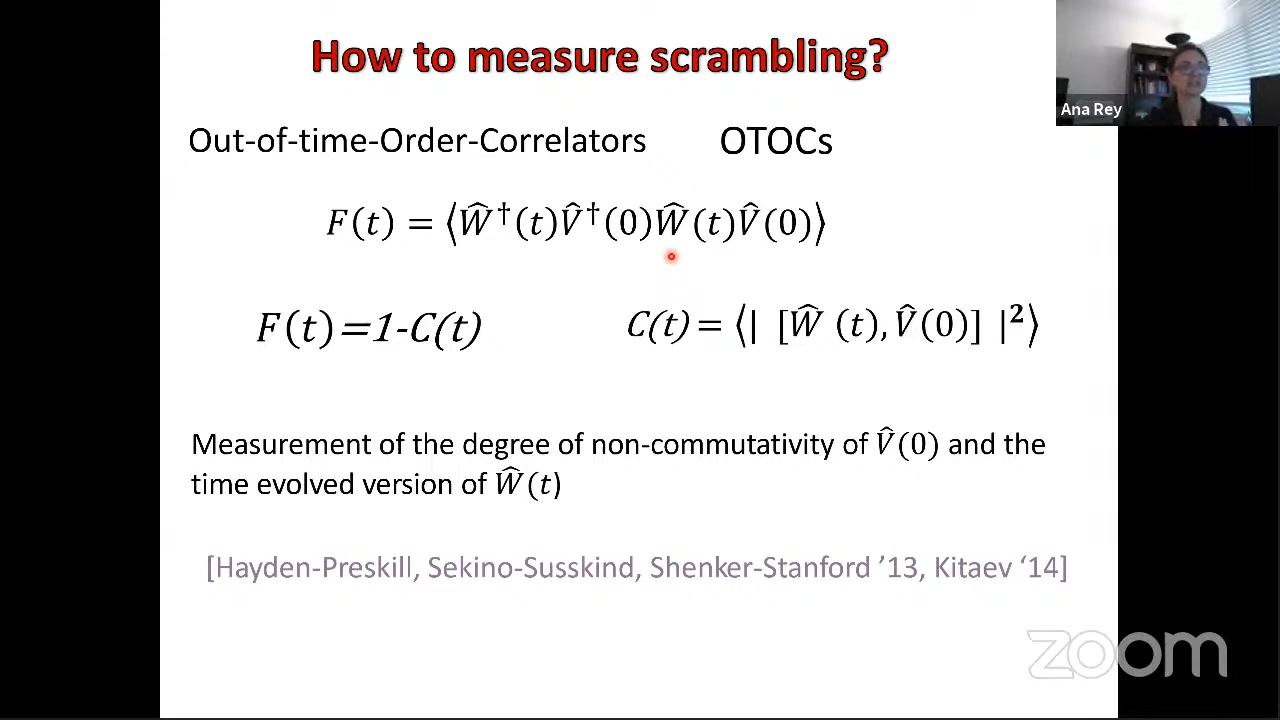 How to measure scrambling?
Ana Rey
Out-of-time-Order-Correlators OTOCs
F(t) = ⟨Ŵ†(t)V̂†(0)Ŵ(t)V̂(0)⟩
F(t)=1-C(t) C(t) = ⟨| [Ŵ (t), V̂(0)] |²⟩
Measurement of the degree of non-commutativity of V̂(0) and the
time evolved version of Ŵ(t)
[Hayden-Preskill, Sekino-Susskind, Shenker-Stanford ’13, Kitaev ‘14]
zoom